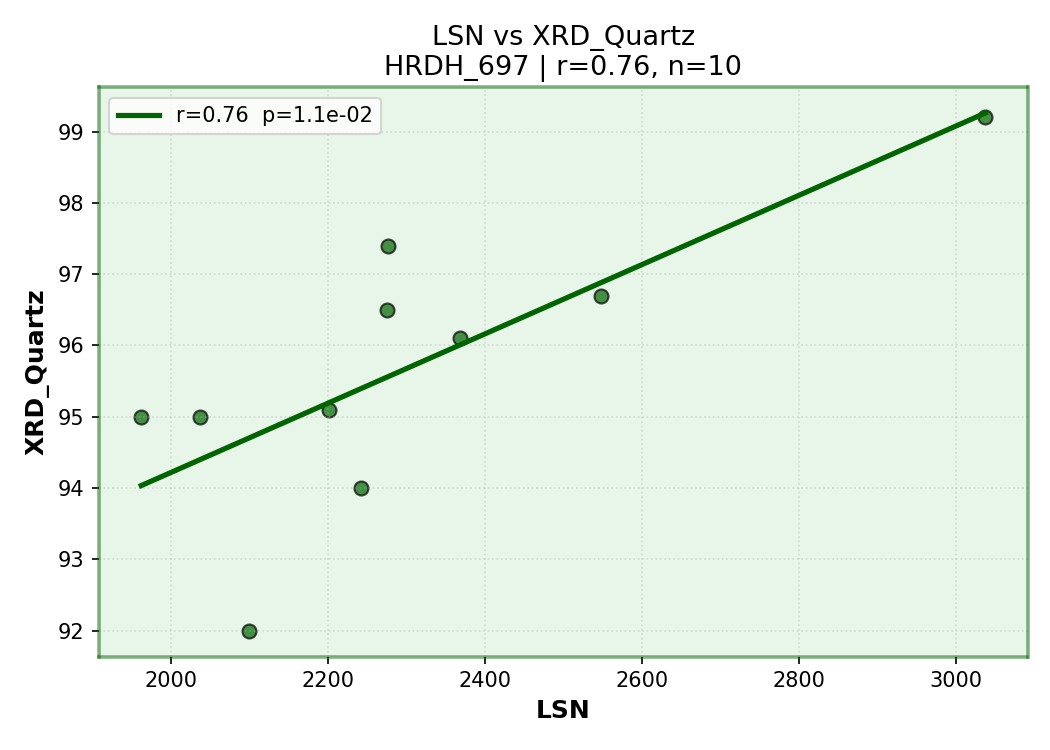 LSN vs XRD_Quartz
HRDH_697 | r=0.76, n=10
r=0.76  p=1.1e-02
99
98
97
96
95
94
93
92
XRD_Quartz
2000 2200 2400 2600 2800 3000
LSN